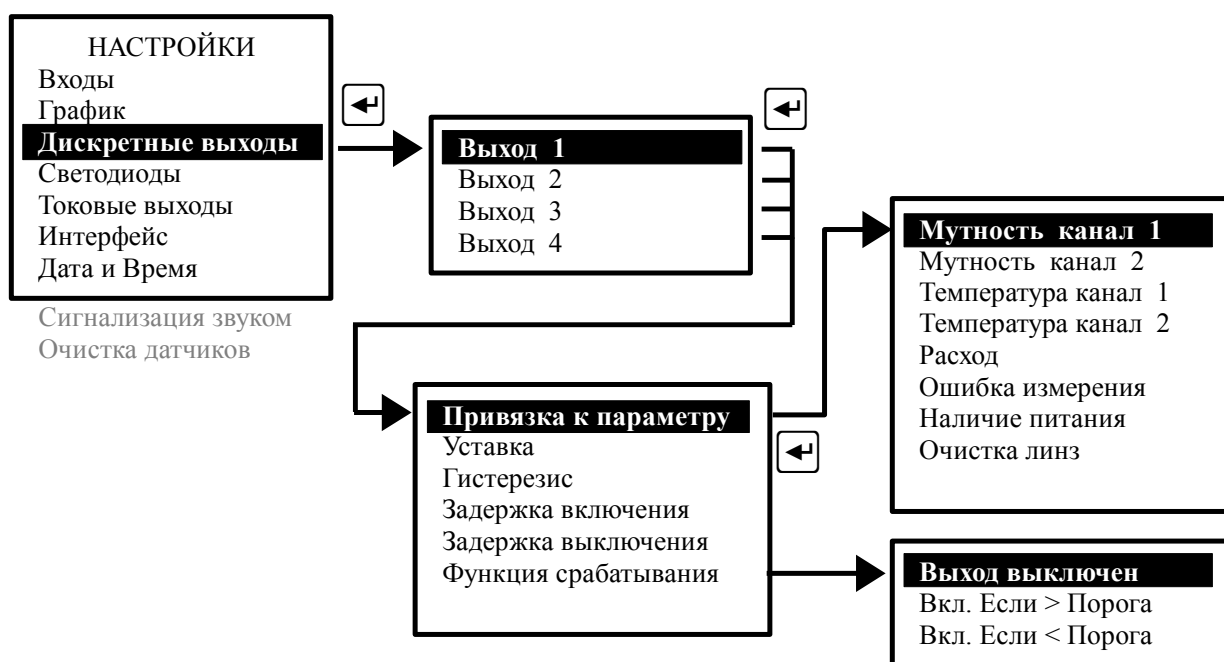 НАСТРОЙКИ
Входы
График
Дискретные выходы
Светодиоды
Токовые выходы
Интерфейс
Дата и Время
Сигнализация звуком
Очистка датчиков
Выход 1
Выход 2
Выход 3
Выход 4
Привязка к параметру
Уставка
Гистерезис
Задержка включения
Задержка выключения
Функция срабатывания
Мутность канал 1
Мутность канал 2
Температура канал 1
Температура канал 2
Расход
Ошибка измерения
Наличие питания
Очистка линз
Выход выключен
Вкл. Если > Порога
Вкл. Если < Порога